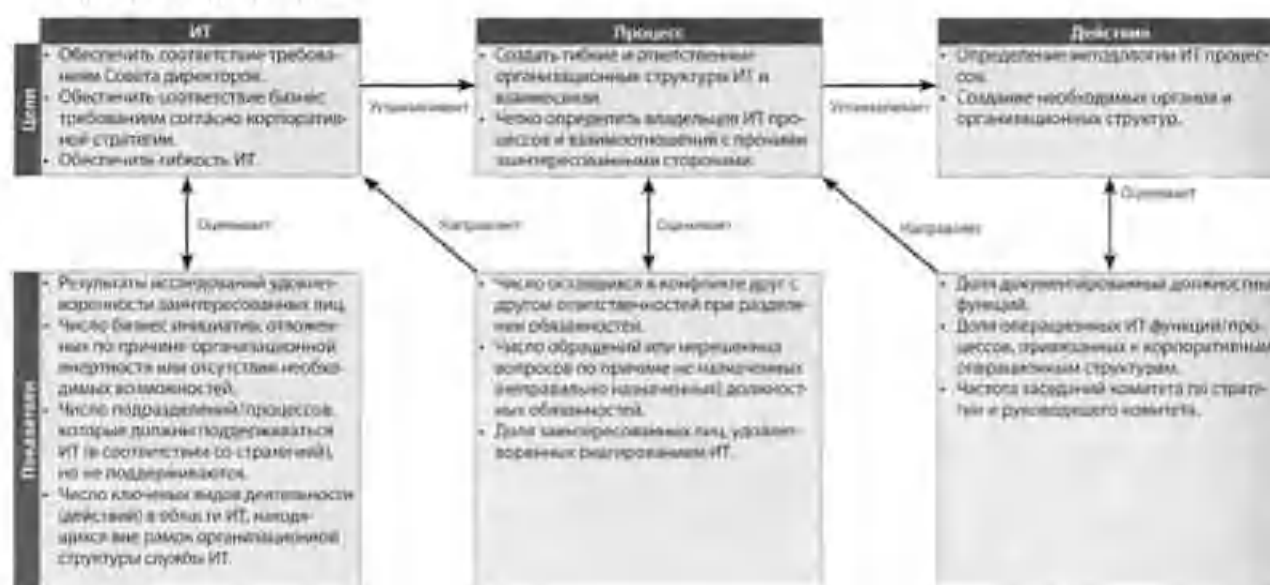 ИТ
Процесс
Действия
Цели
• Обеспечить соответствие требова-
ниям Совета директоров.
• Обеспечить соответствие бизнес
требованиям согласно корпоратив-
ной стратегии.
• Обеспечить гибкость ИТ.
Устанавливает
• Создать гибкие и ответственные
организационные структуры ИТ и
взаимосвязи.
• Четко определить владельцев ИТ про-
цессов и взаимоотношения с прочими
заинтересованными сторонами.
Устанавливает
• Определение методологии ИТ процес-
сов.
• Создание необходимых органов и
организационных структур.
Оценивает
Направляет
Оценивает
Направляет
Оценивает
Показатели
• Результаты исследований удовлет-
воренности заинтересованных лиц.
• Число бизнес инициатив, отложен-
ных по причине организационной
инертности или отсутствия необхо-
димых возможностей.
• Число подразделений/процессов,
которые должны поддерживаться
ИТ (в соответствии со стратегией),
но не поддерживаются.
• Число ключевых видов деятельности
(действий) в области ИТ, находя-
щихся вне рамок организационной
структуры службы ИТ.
• Число оставшихся в конфликте друг с
другом ответственностей при разделе-
нии обязанностей.
• Число обращений или нерешенных
вопросов по причине не назначенных
(неправильно назначенных) должност-
ных обязанностей.
• Доля заинтересованных лиц, удовлет-
воренных реагированием ИТ.
• Доля документированных должностны
функций.
• Доля операционных ИТ функций/про-
цессов, привязанных к корпоративным
операционным структурам.
• Частота заседаний комитета по страте-
гии и руководящего комитета.